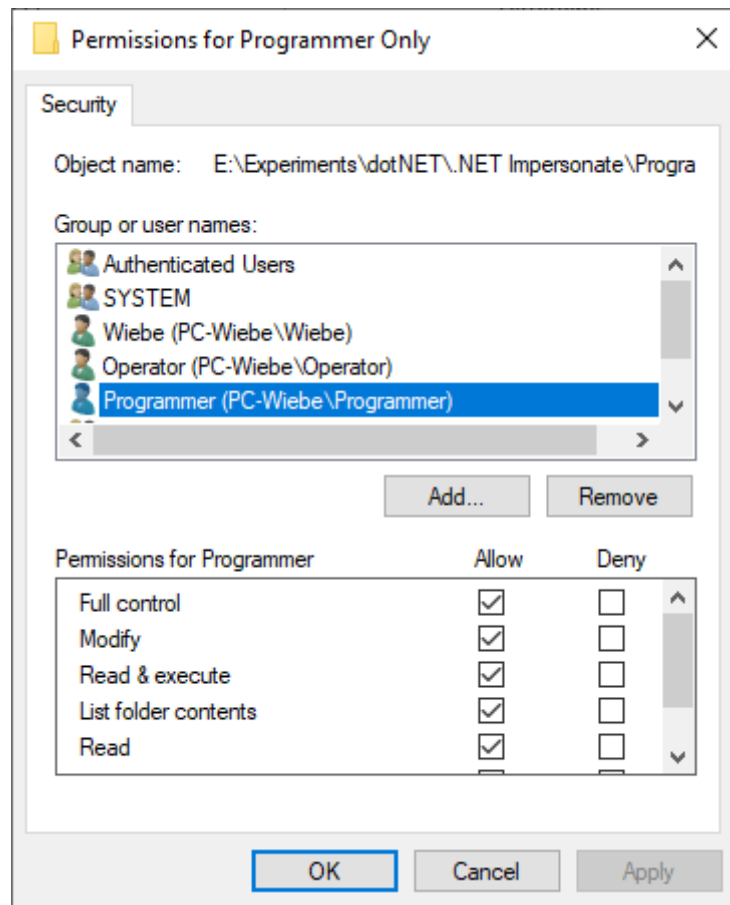 Permissions for Programmer Only
Security
Object name: E:\Experiments\dotNET\.NET Impersonate\Progra
Group or user names:
Authenticated Users
SYSTEM
Wiebe (PC-Wiebe\Wiebe)
Operator (PC-Wiebe\Operator)
Programmer (PC-Wiebe\Programmer)
Add... Remove
Permissions for Programmer Allow Deny
Full control
Modify
Read & execute
List folder contents
Read
OK Cancel Apply